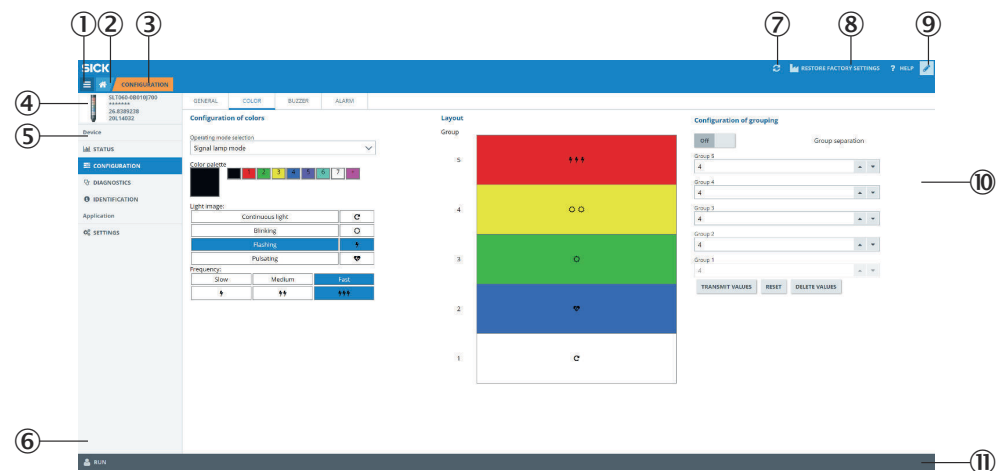 ① ② ③ ⑦ ⑧ ⑨
SICK
RESTORE FACTORY SETTINGS ? HELP
CONFIGURATION
④
SLT060-0B010J700
*******
26.8389238
20L14032
GENERAL COLOR BUZZER ALARM
⑤
Device
STATUS
CONFIGURATION
DIAGNOSTICS
IDENTIFICATION
Application
SETTINGS
Configuration of colors
Operating mode selection
Signal lamp mode
Color palette
1 2 3 4 5 6 7
Light image:
Continuous light
Blinking
Flashing
Pulsating
Frequency:
Slow Medium Fast
Layout
Group
5
4
3
2
1
Configuration of grouping
Off Group separation
Group 5
4
Group 4
4
Group 3
4
Group 2
4
Group 1
4
TRANSMIT VALUES RESET DELETE VALUES
⑩
⑥
RUN
⑪